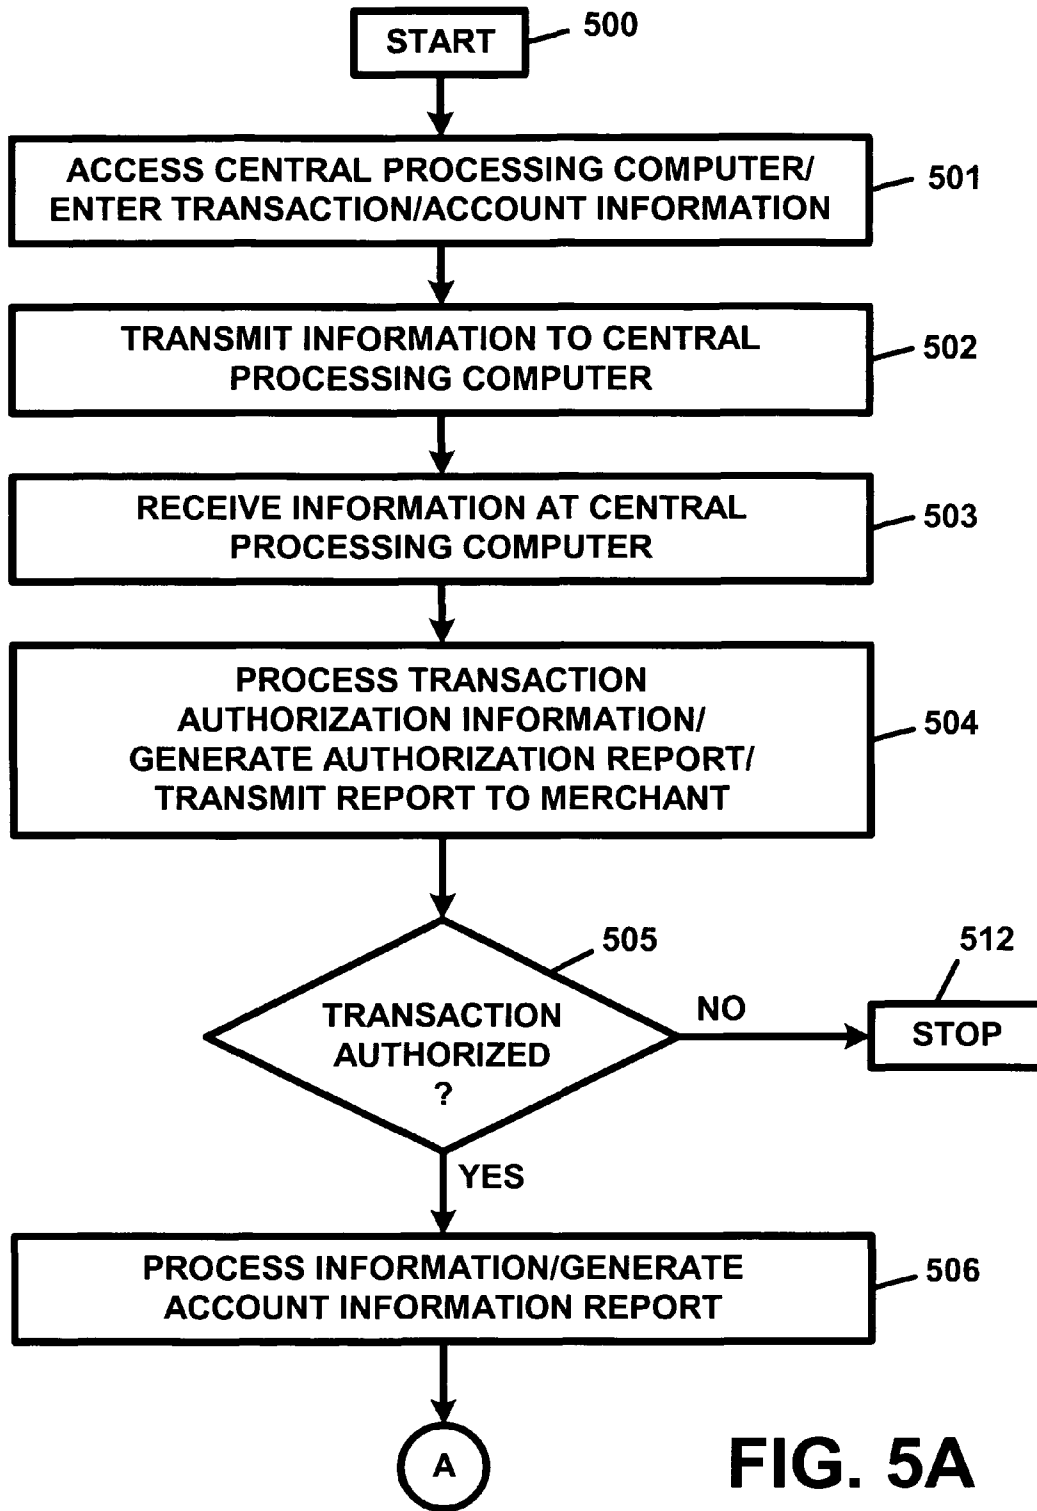 START
500
ACCESS CENTRAL PROCESSING COMPUTER/
ENTER TRANSACTION/ACCOUNT INFORMATION
501
TRANSMIT INFORMATION TO CENTRAL
PROCESSING COMPUTER
502
RECEIVE INFORMATION AT CENTRAL
PROCESSING COMPUTER
503
PROCESS TRANSACTION
AUTHORIZATION INFORMATION/
GENERATE AUTHORIZATION REPORT/
TRANSMIT REPORT TO MERCHANT
504
505
TRANSACTION
AUTHORIZED
?
NO
512
STOP
YES
PROCESS INFORMATION/GENERATE
ACCOUNT INFORMATION REPORT
506
A
FIG. 5A